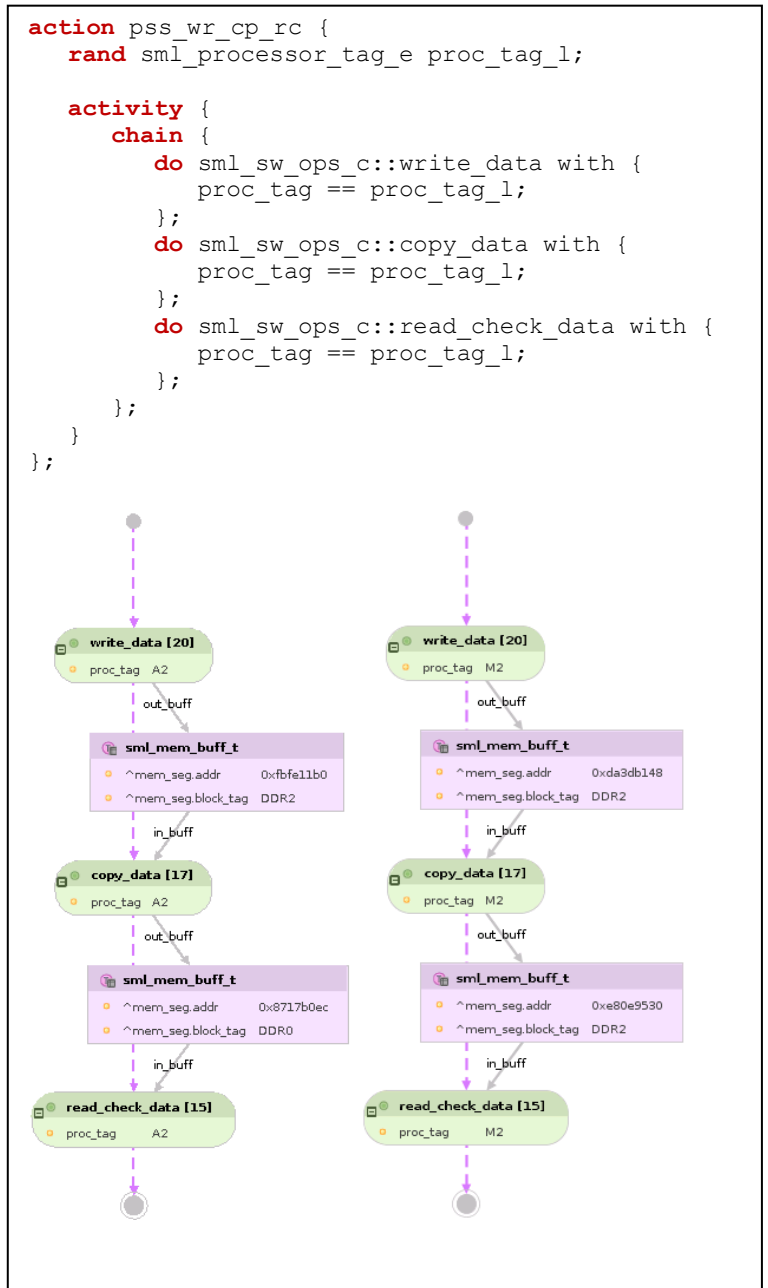 action pss_wr_cp_rc {
rand sml_processor_tag_e proc_tag_l;
activity {
chain {
do sml_sw_ops_c::write_data with {
proc_tag == proc_tag_l;
};
do sml_sw_ops_c::copy_data with {
proc_tag == proc_tag_l;
};
do sml_sw_ops_c::read_check_data with {
proc_tag == proc_tag_l;
};
};
}
};
write_data [20]
proc_tag A2
out_buff
sml_mem_buff_t
^mem_seg.addr 0xfbfe11b0
^mem_seg.block_tag DDR2
in_buff
copy_data [17]
proc_tag A2
out_buff
sml_mem_buff_t
^mem_seg.addr 0x8717b0ec
^mem_seg.block_tag DDR0
in_buff
read_check_data [15]
proc_tag A2
write_data [20]
proc_tag M2
out_buff
sml_mem_buff_t
^mem_seg.addr 0xda3db148
^mem_seg.block_tag DDR2
in_buff
copy_data [17]
proc_tag M2
out_buff
sml_mem_buff_t
^mem_seg.addr 0xe80e9530
^mem_seg.block_tag DDR2
in_buff
read_check_data [15]
proc_tag M2